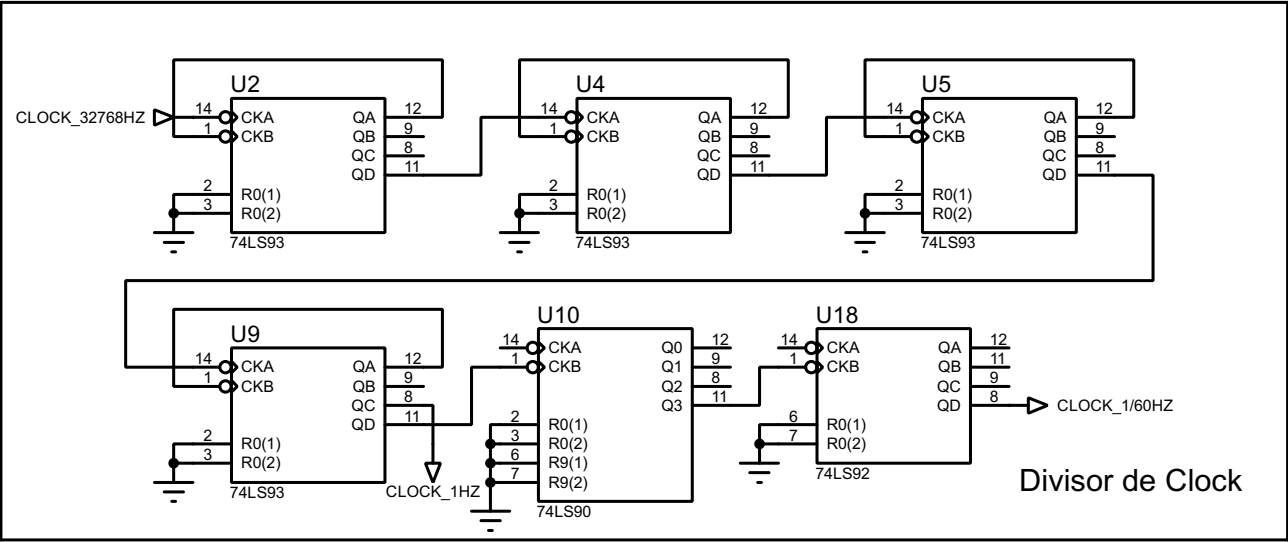 U2
U4
U5
CLOCK_32768HZ
14 CKA QA 12
1 CKB QB 9
QC 8
QD 11
2 R0(1)
3 R0(2)
74LS93
14 CKA QA 12
1 CKB QB 9
QC 8
QD 11
2 R0(1)
3 R0(2)
74LS93
14 CKA QA 12
1 CKB QB 9
QC 8
QD 11
2 R0(1)
3 R0(2)
74LS93
U9
14 CKA QA 12
1 CKB QB 9
QC 8
QD 11
2 R0(1)
3 R0(2)
74LS93
CLOCK_1HZ
U10
14 CKA Q0 12
1 CKB Q1 9
Q2 8
Q3 11
2 R0(1)
3 R0(2)
6 R9(1)
7 R9(2)
74LS90
U18
14 CKA QA 12
1 CKB QB 11
QC 9
QD 8
6 R0(1)
7 R0(2)
74LS92
CLOCK_1/60HZ
Divisor de Clock